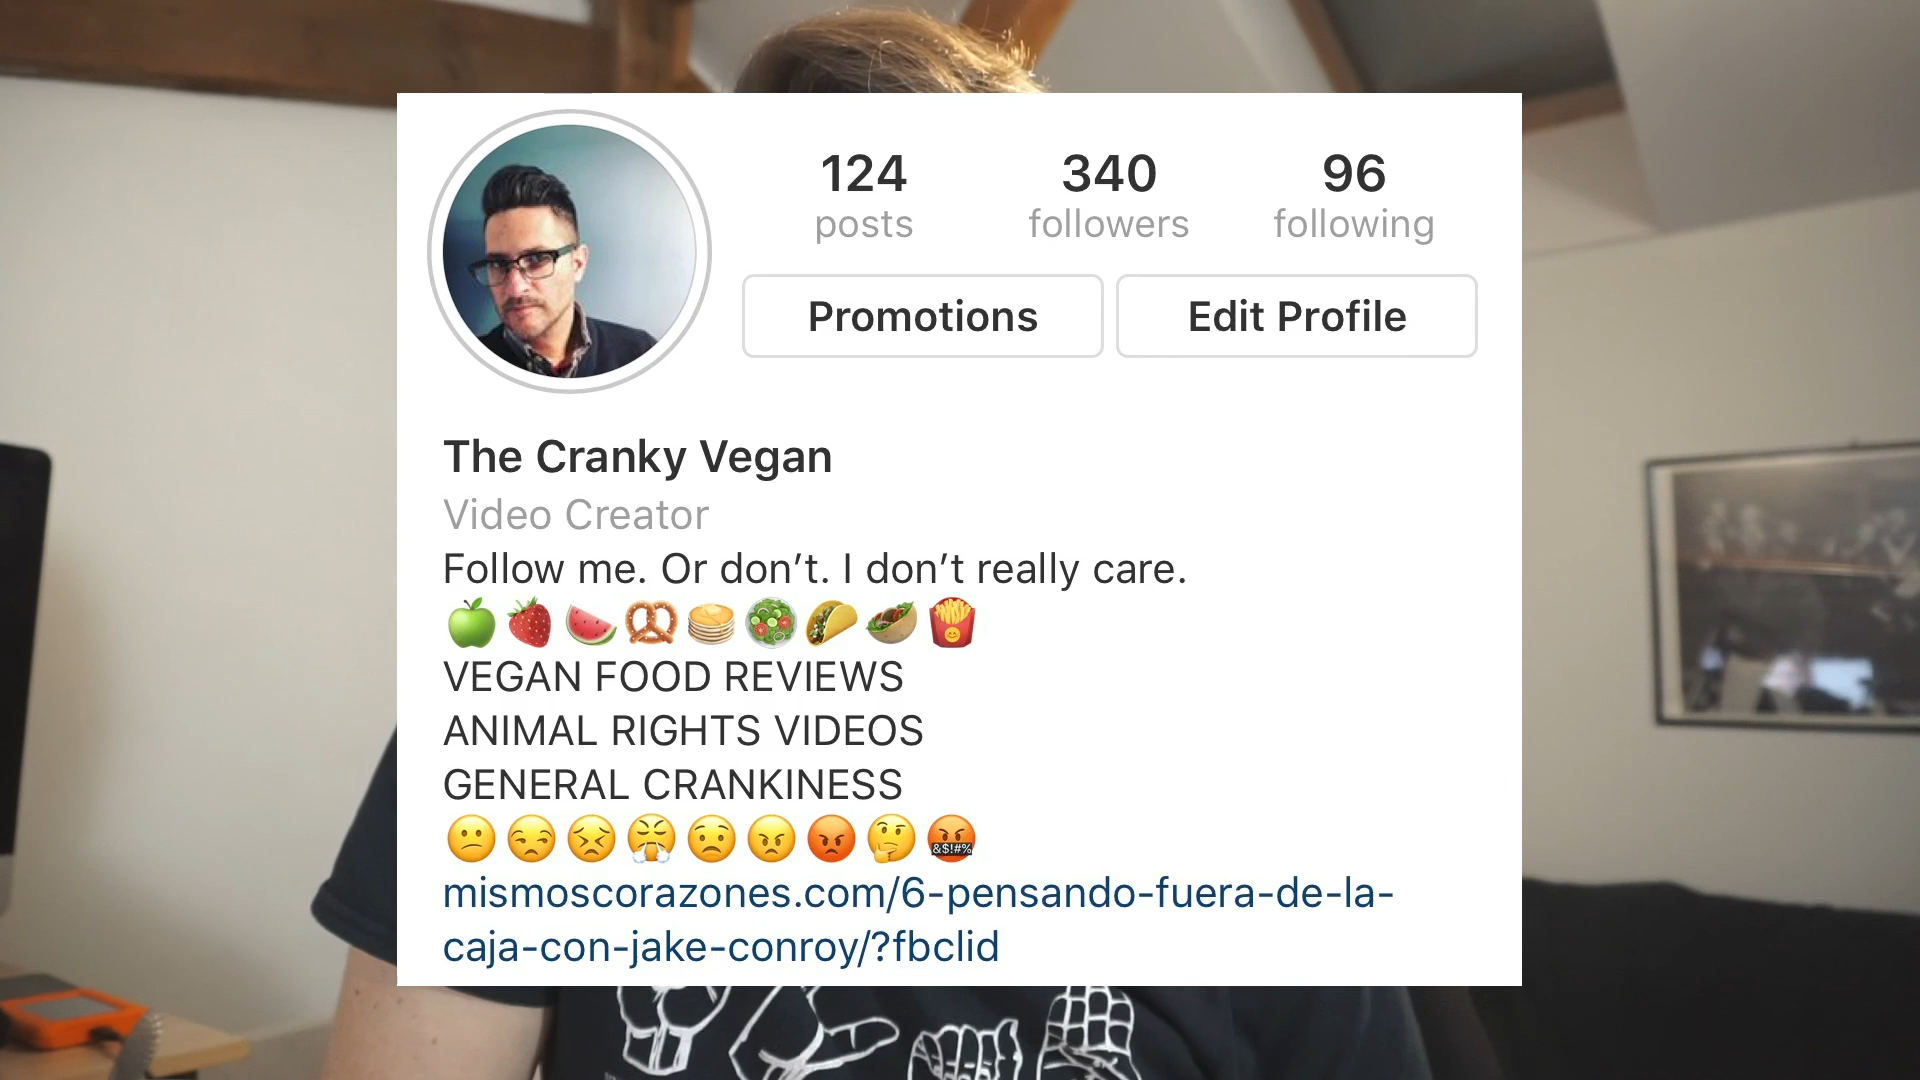 124 340 96
posts followers following
Promotions Edit Profile
The Cranky Vegan
Video Creator
Follow me. Or don’t. I don’t really care.
🍏🍓🍉🥨🥞🥗🌮🥙🍟
VEGAN FOOD REVIEWS
ANIMAL RIGHTS VIDEOS
GENERAL CRANKINESS
😕😒😣😤😟😠😡🤔🤬
mismoscorazones.com/6-pensando-fuera-de-la-
caja-con-jake-conroy/?fbclid